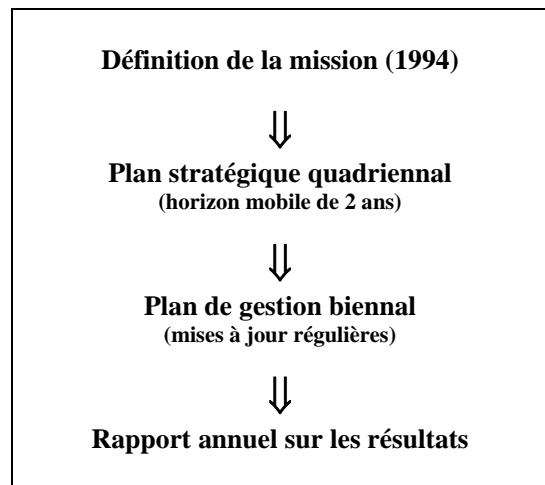 Définition de la mission (1994)
⇓
Plan stratégique quadriennal
(horizon mobile de 2 ans)
⇓
Plan de gestion biennal
(mises à jour régulières)
⇓
Rapport annuel sur les résultats